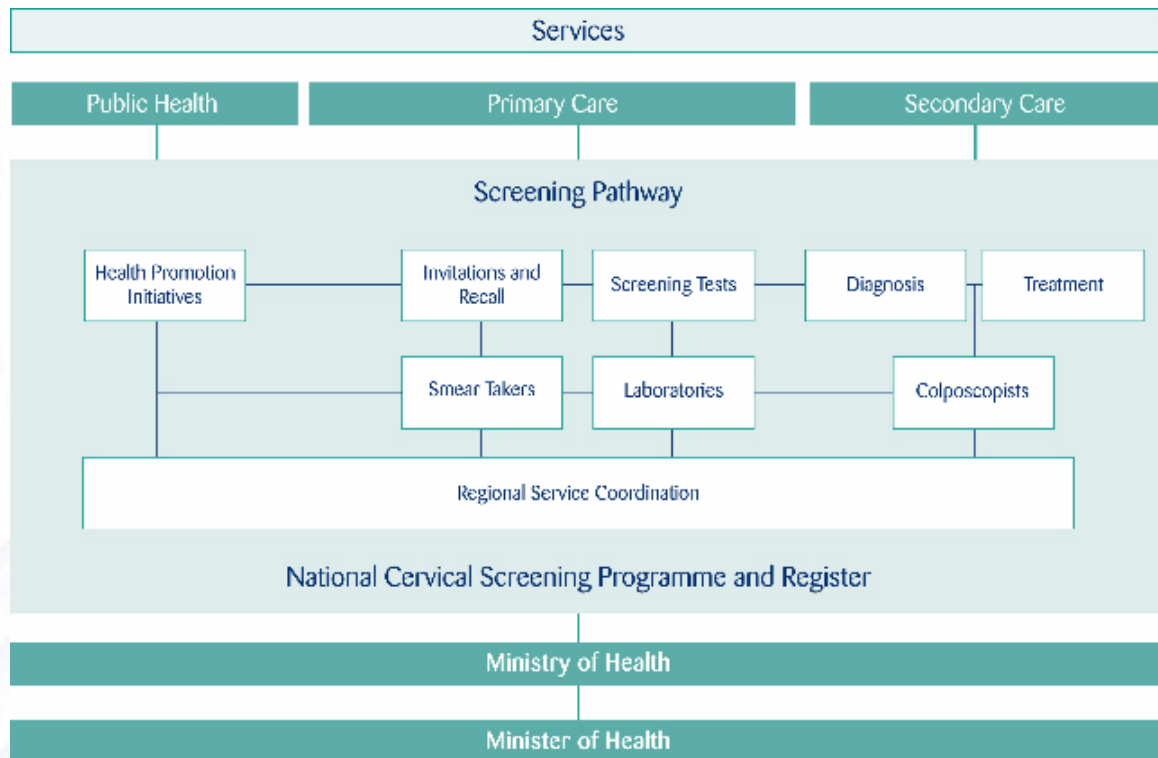 Services
Public Health
Primary Care
Secondary Care
Screening Pathway
Health Promotion
Initiatives
Invitations and
Recall
Screening Tests
Diagnosis
Treatment
Smear Takers
Laboratories
Colposcopists
Regional Service Coordination
National Cervical Screening Programme and Register
Ministry of Health
Minister of Health